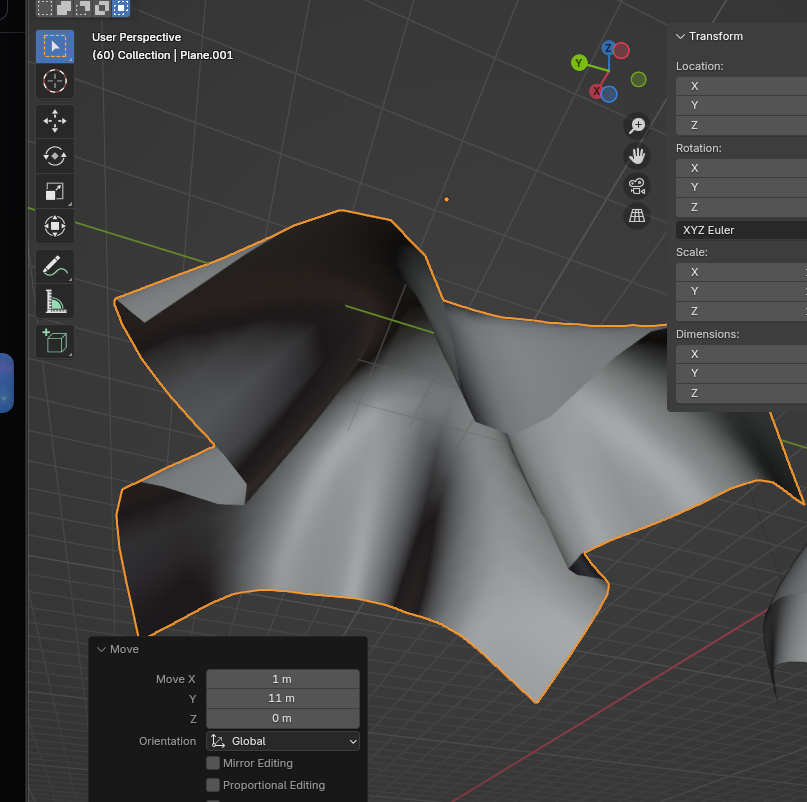 User Perspective
(60) Collection | Plane.001
Z
Y
X
Transform
Location:
X
Y
Z
Rotation:
X
Y
Z
XYZ Euler
Scale:
X
Y
Z
Dimensions:
X
Y
Z
Move
Move X 1 m
Y 11 m
Z 0 m
Orientation Global
Mirror Editing
Proportional Editing